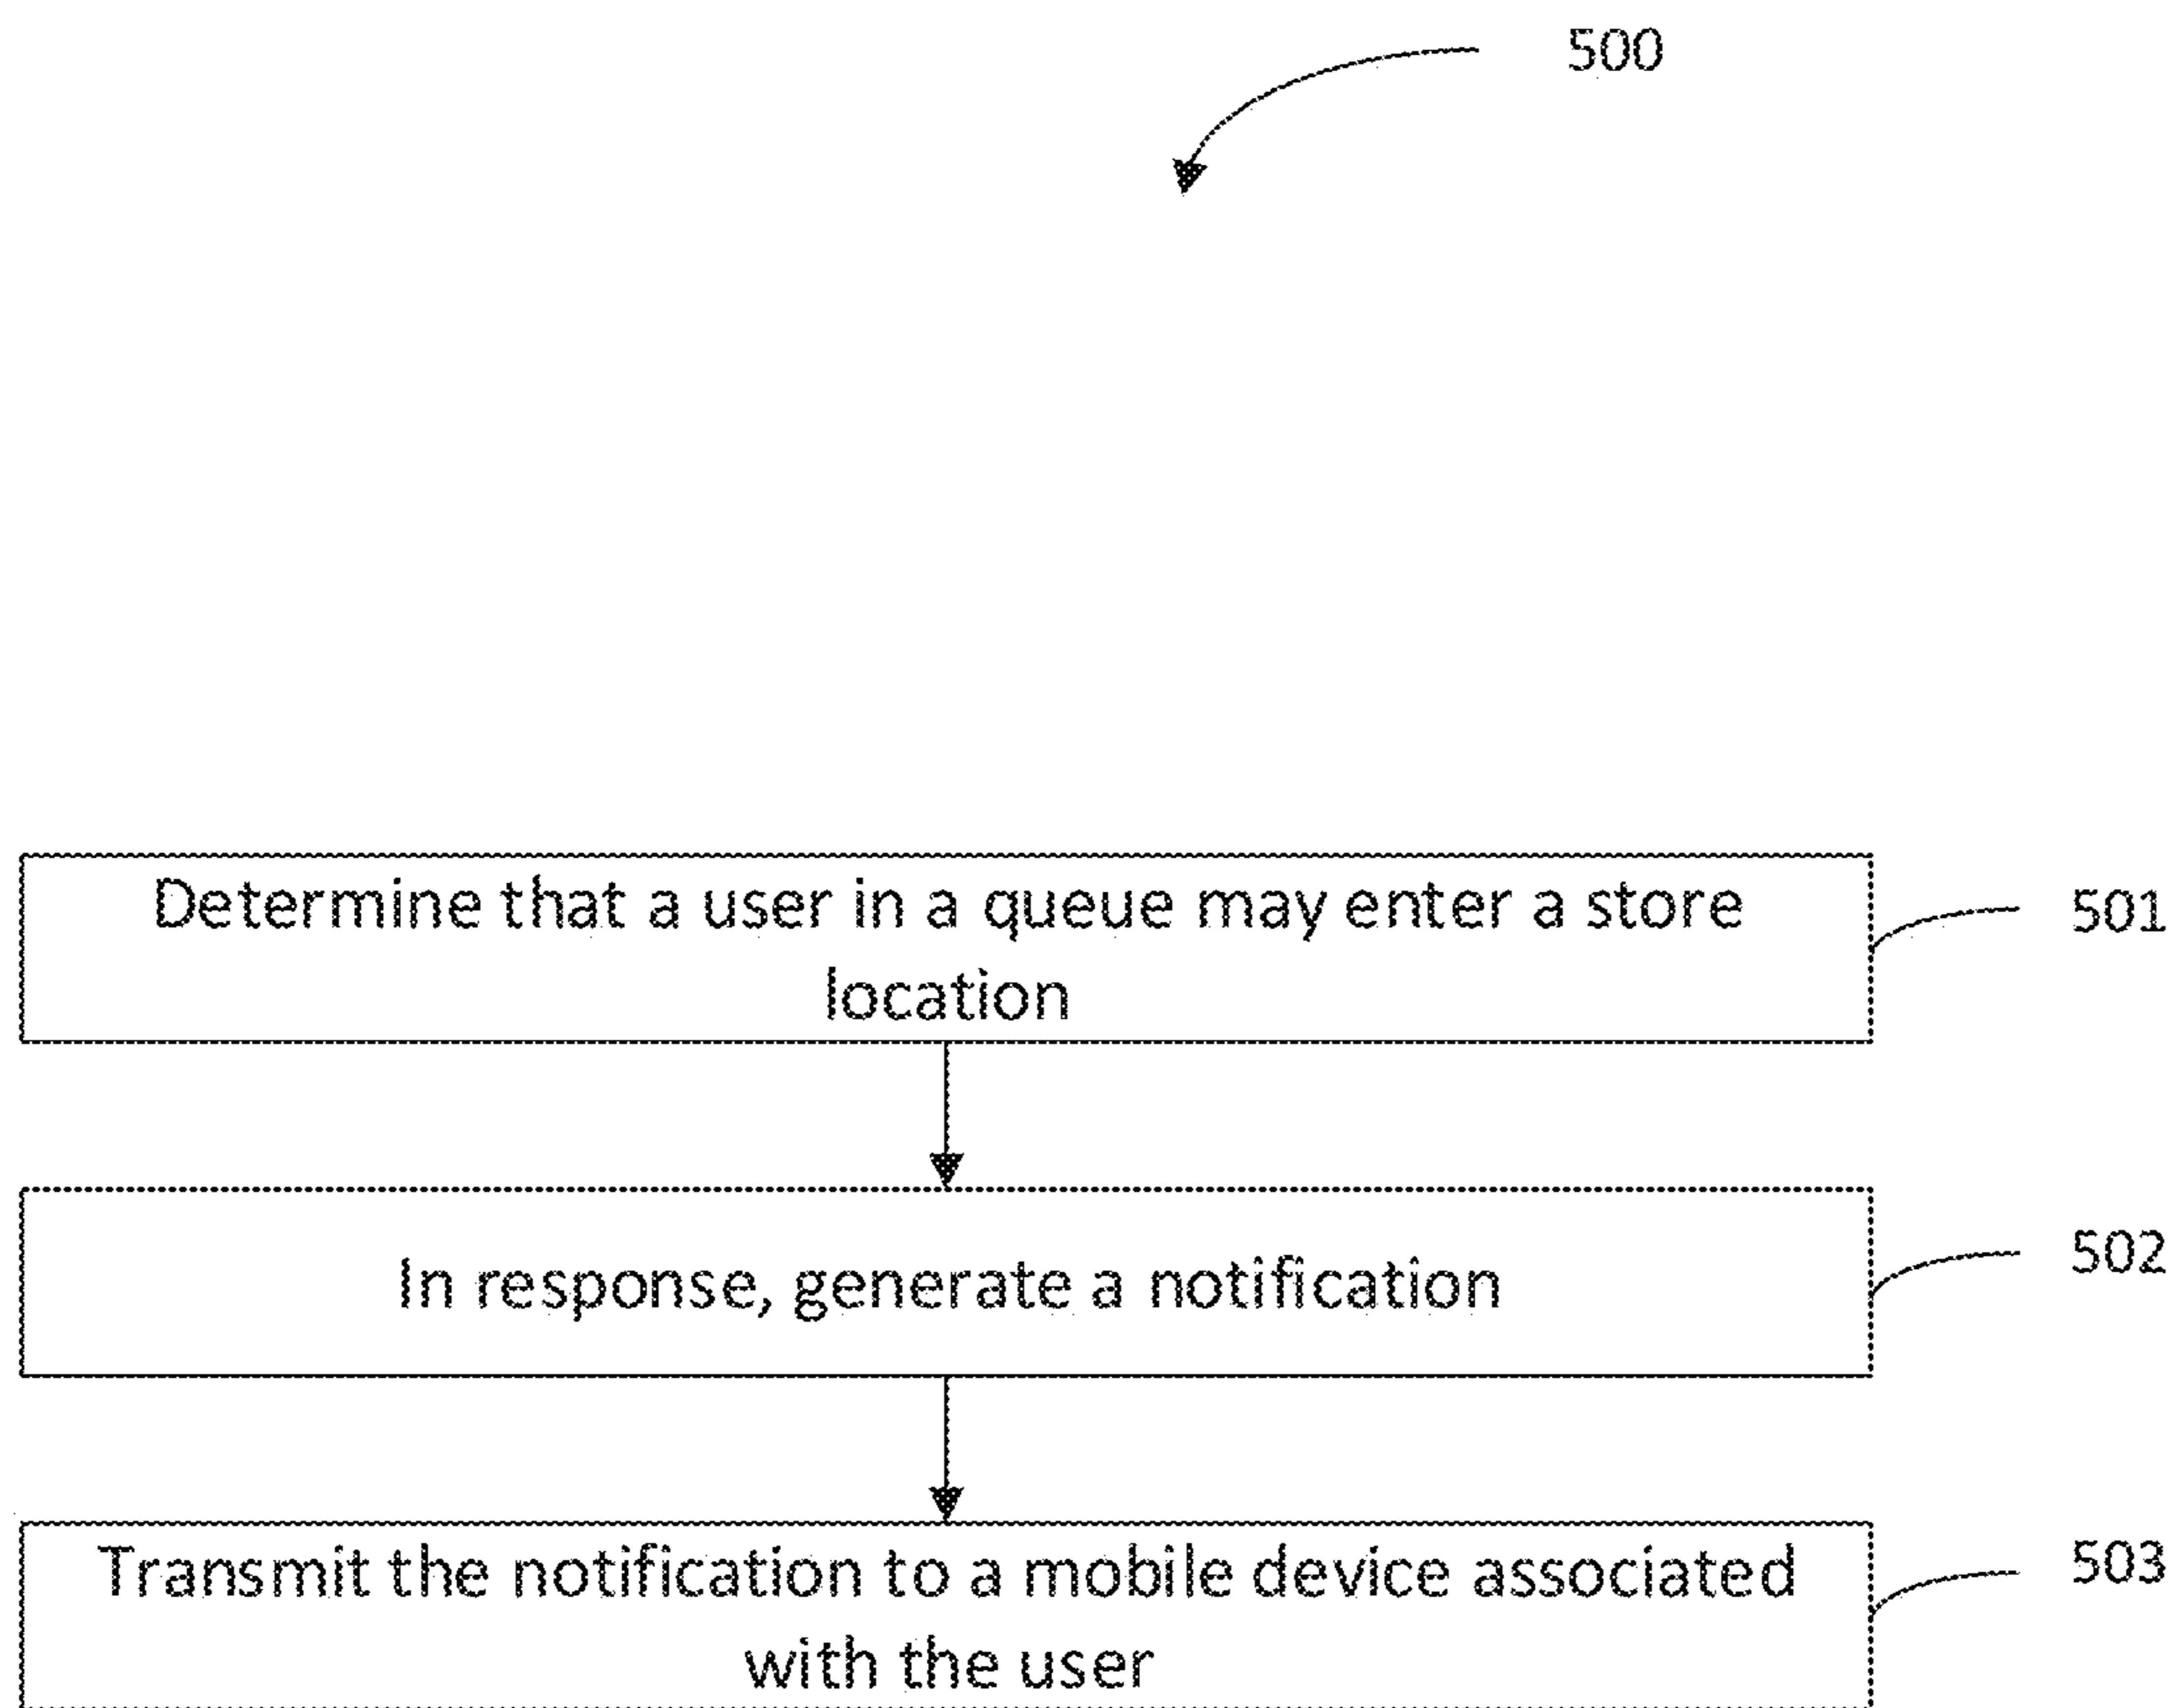 500
Determine that a user in a queue may enter a store
location
501
In response, generate a notification
502
Transmit the notification to a mobile device associated
with the user
503